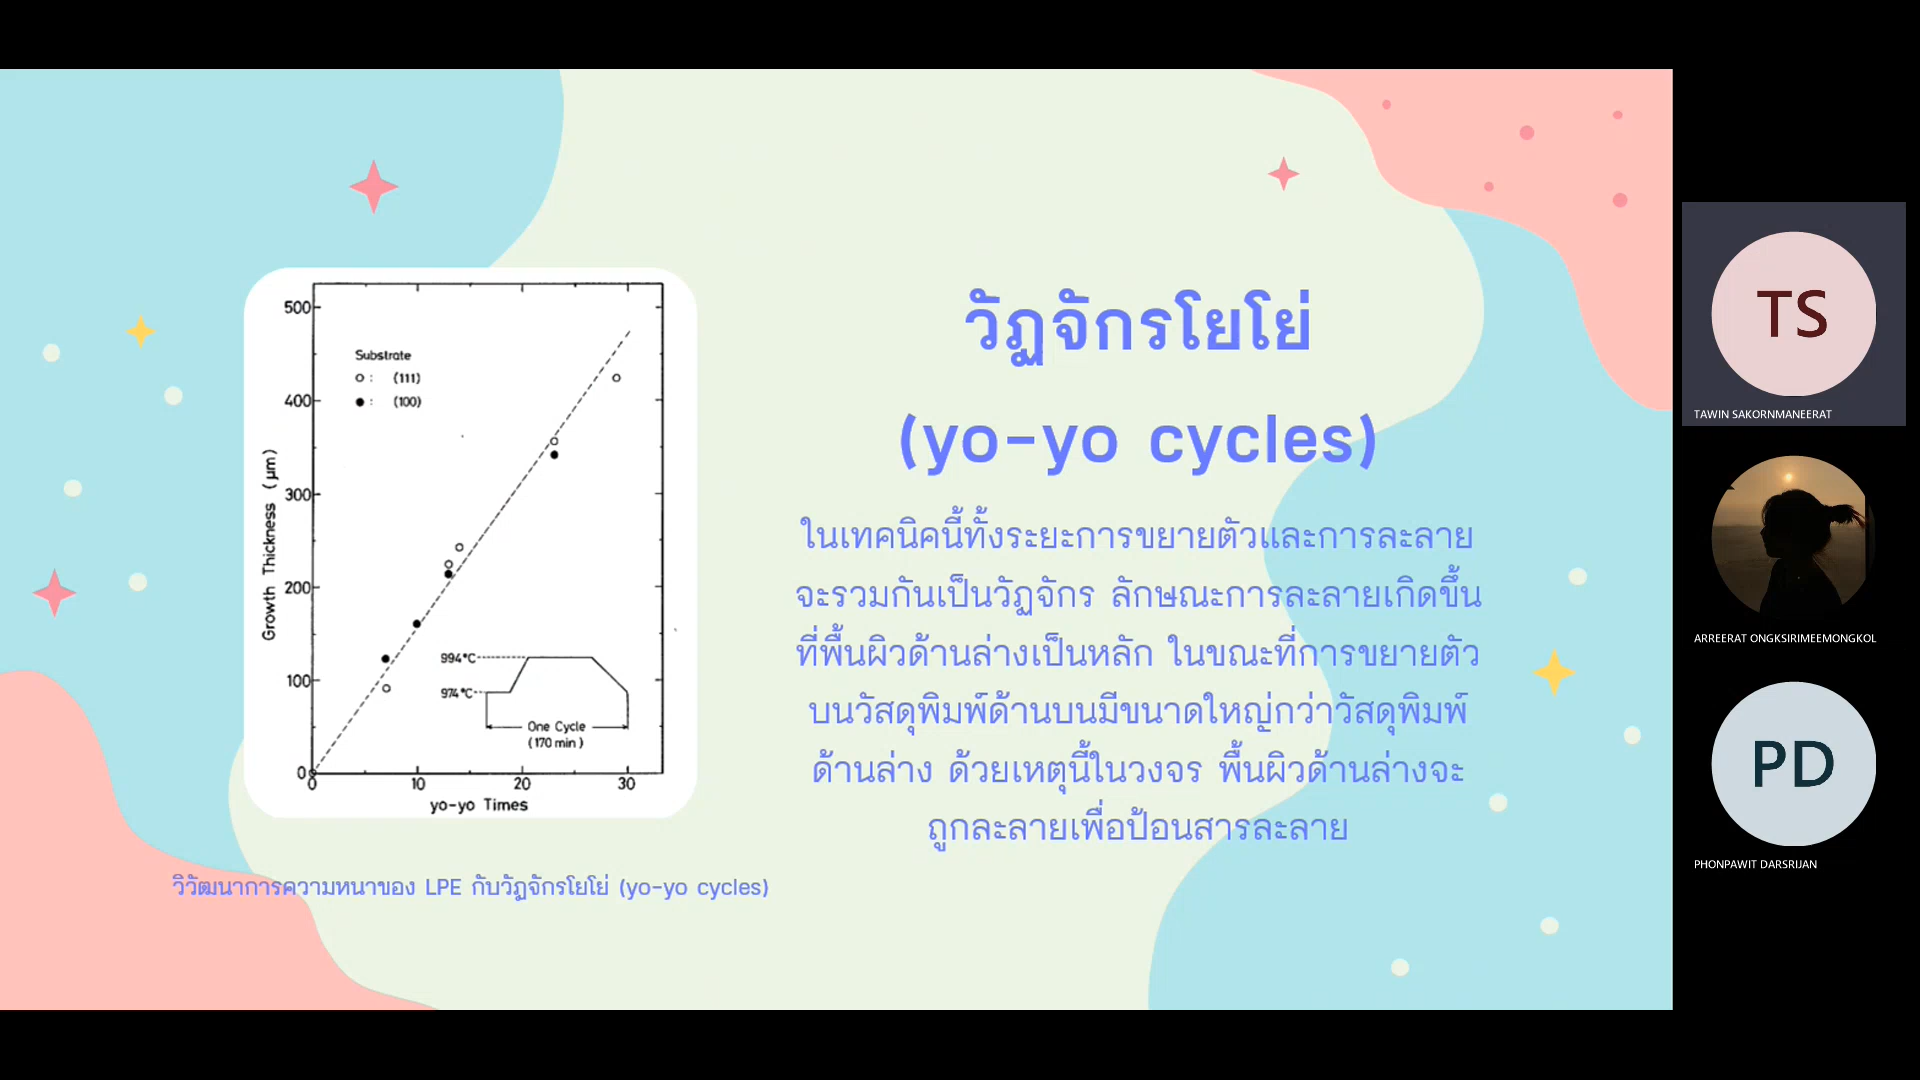 500
400
300
200
100
0
Growth Thickness (μm)
Substrate
○ : (111)
● : (100)
994°C
974°C
One Cycle
(170 min)
0 10 20 30
yo-yo Times
วิวัฒนาการความหนาของ LPE กับวัฏจักรโยโย่ (yo-yo cycles)
วัฏจักรโยโย่
(yo-yo cycles)
ในเทคนิคนี้ทั้งระยะการขยายตัวและการละลาย
จะรวมกันเป็นวัฏจักร ลักษณะการละลายเกิดขึ้น
ที่พื้นผิวด้านล่างเป็นหลัก ในขณะที่การขยายตัว
บนวัสดุพิมพ์ด้านบนมีขนาดใหญ่กว่าวัสดุพิมพ์
ด้านล่าง ด้วยเหตุนี้ในวงจร พื้นผิวด้านล่างจะ
ถูกละลายเพื่อป้อนสารละลาย
TS
TAWIN SAKORNMANEERAT
ARREERAT ONGKSIRIMEEMONGKOL
PD
PHONPAWIT DARSRIJAN